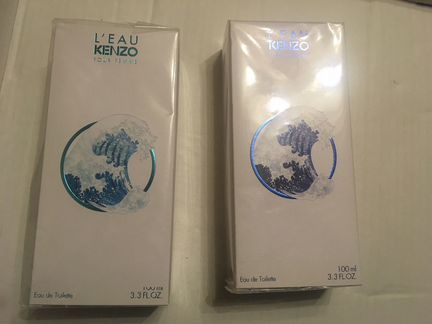 L'EAU
KENZO
POUR FEMME
100 ml
Eau de Toilette 3.3 FL.OZ.
L'EAU
KENZO
100 ml
Eau de Toilette 3.3 FL.OZ.